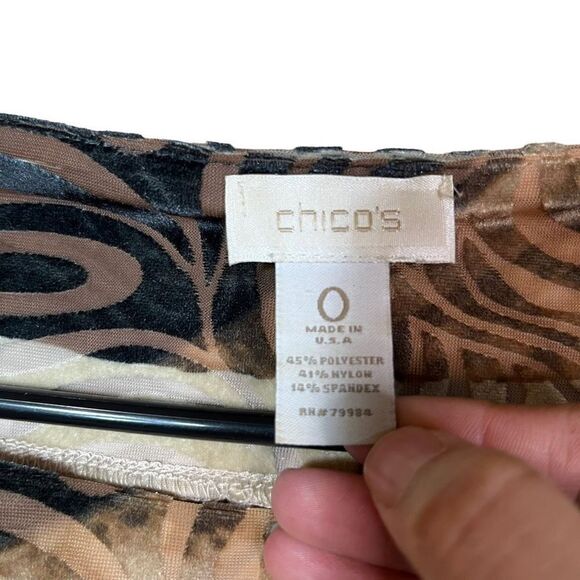 chico's
0
MADE IN
U.S.A
45% POLYESTER
41% NYLON
14% SPANDEX
RN# 79984